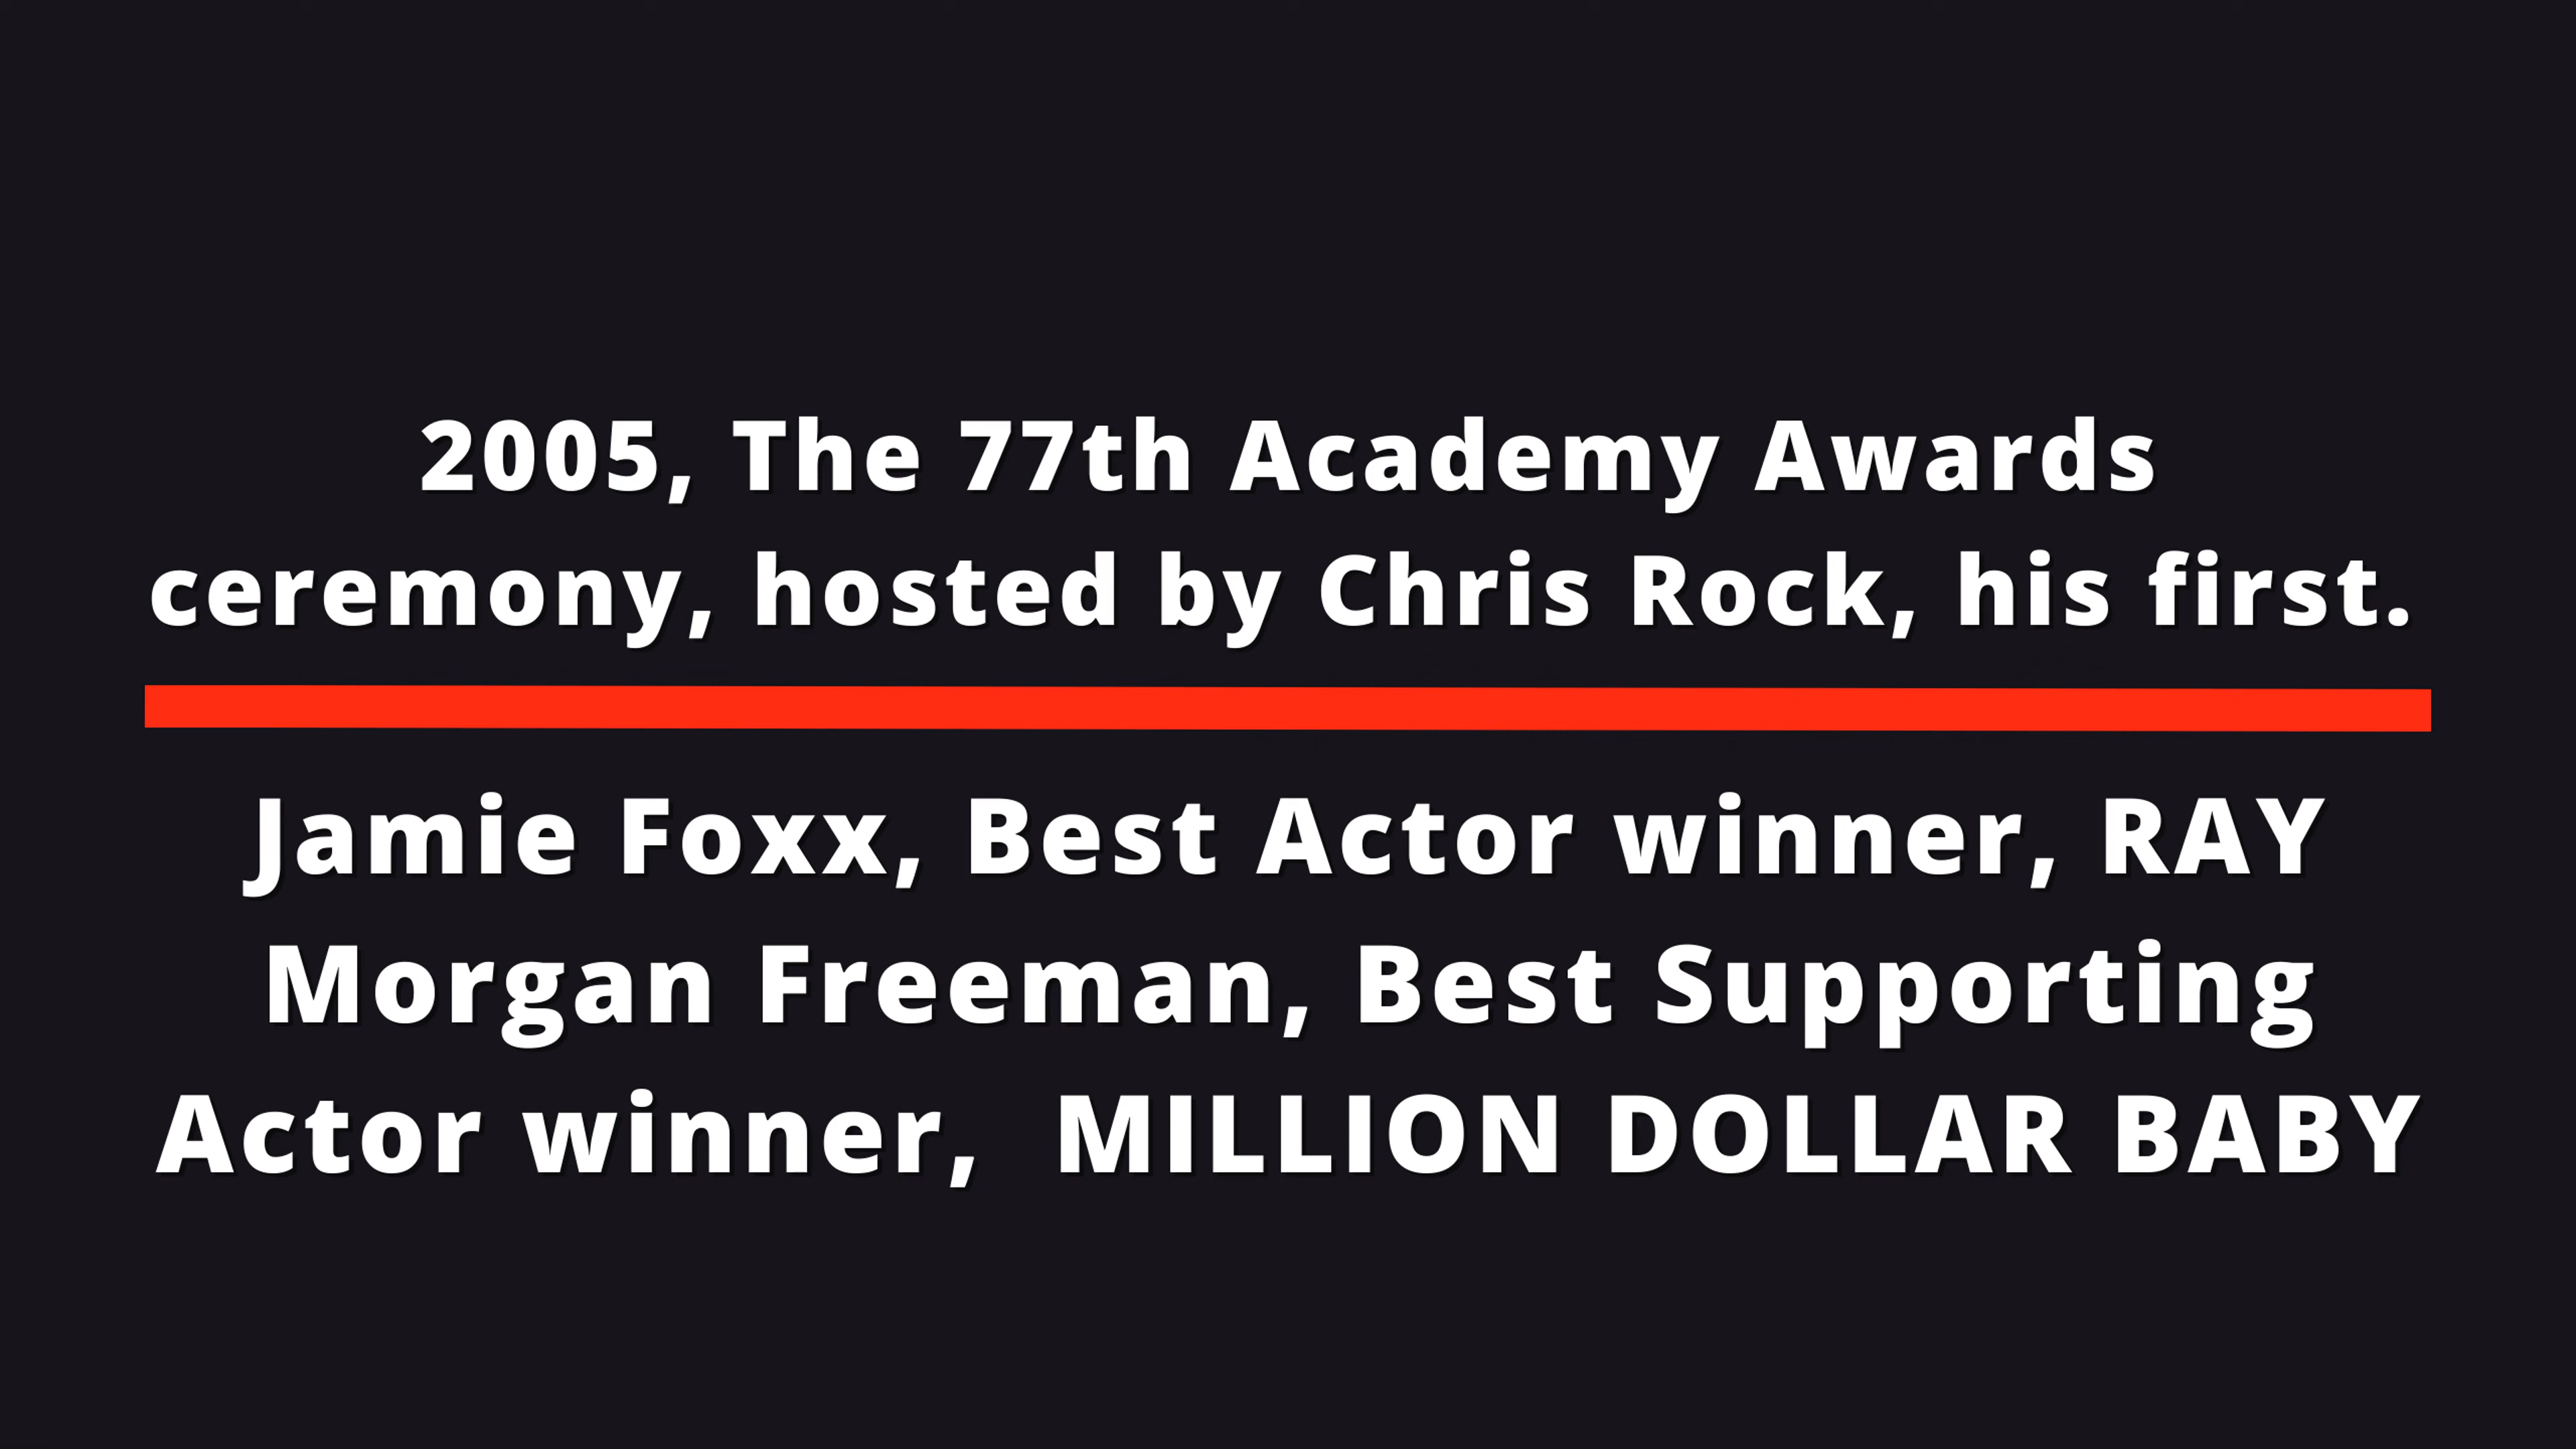 2005, The 77th Academy Awards
ceremony, hosted by Chris Rock, his first.
Jamie Foxx, Best Actor winner, RAY
Morgan Freeman, Best Supporting
Actor winner,  MILLION DOLLAR BABY